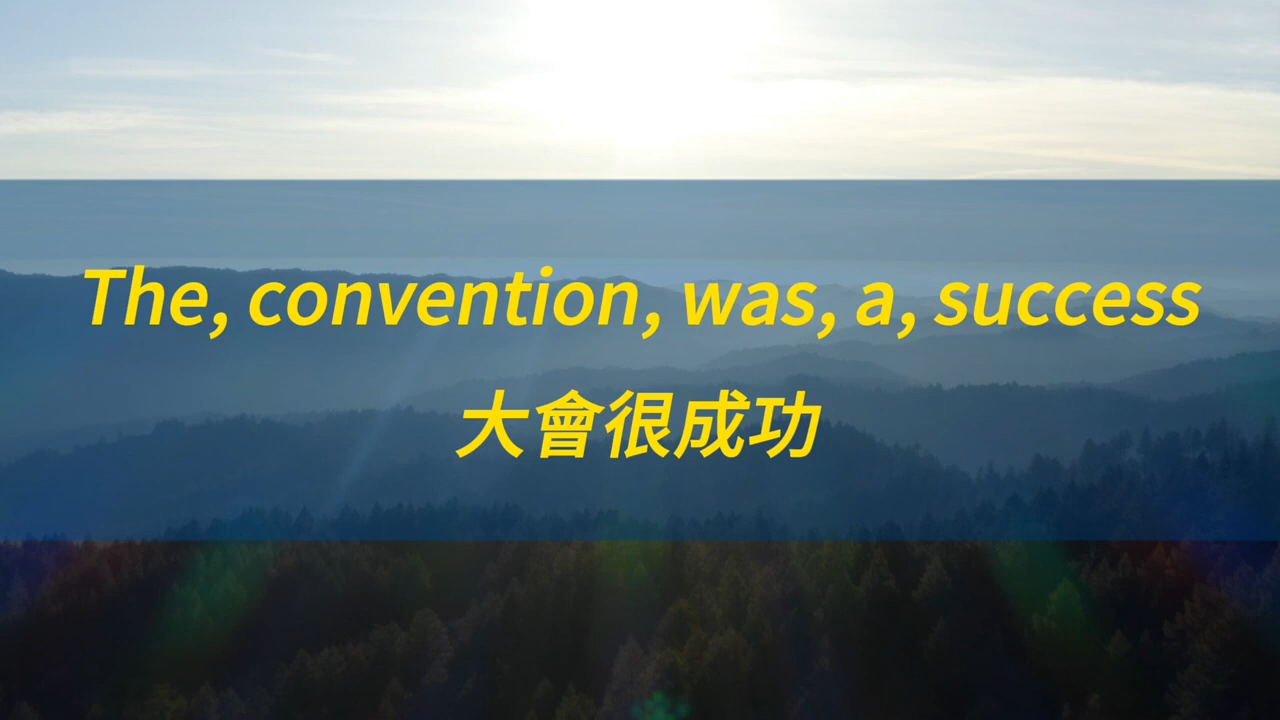 The, convention, was, a, success
大會很成功